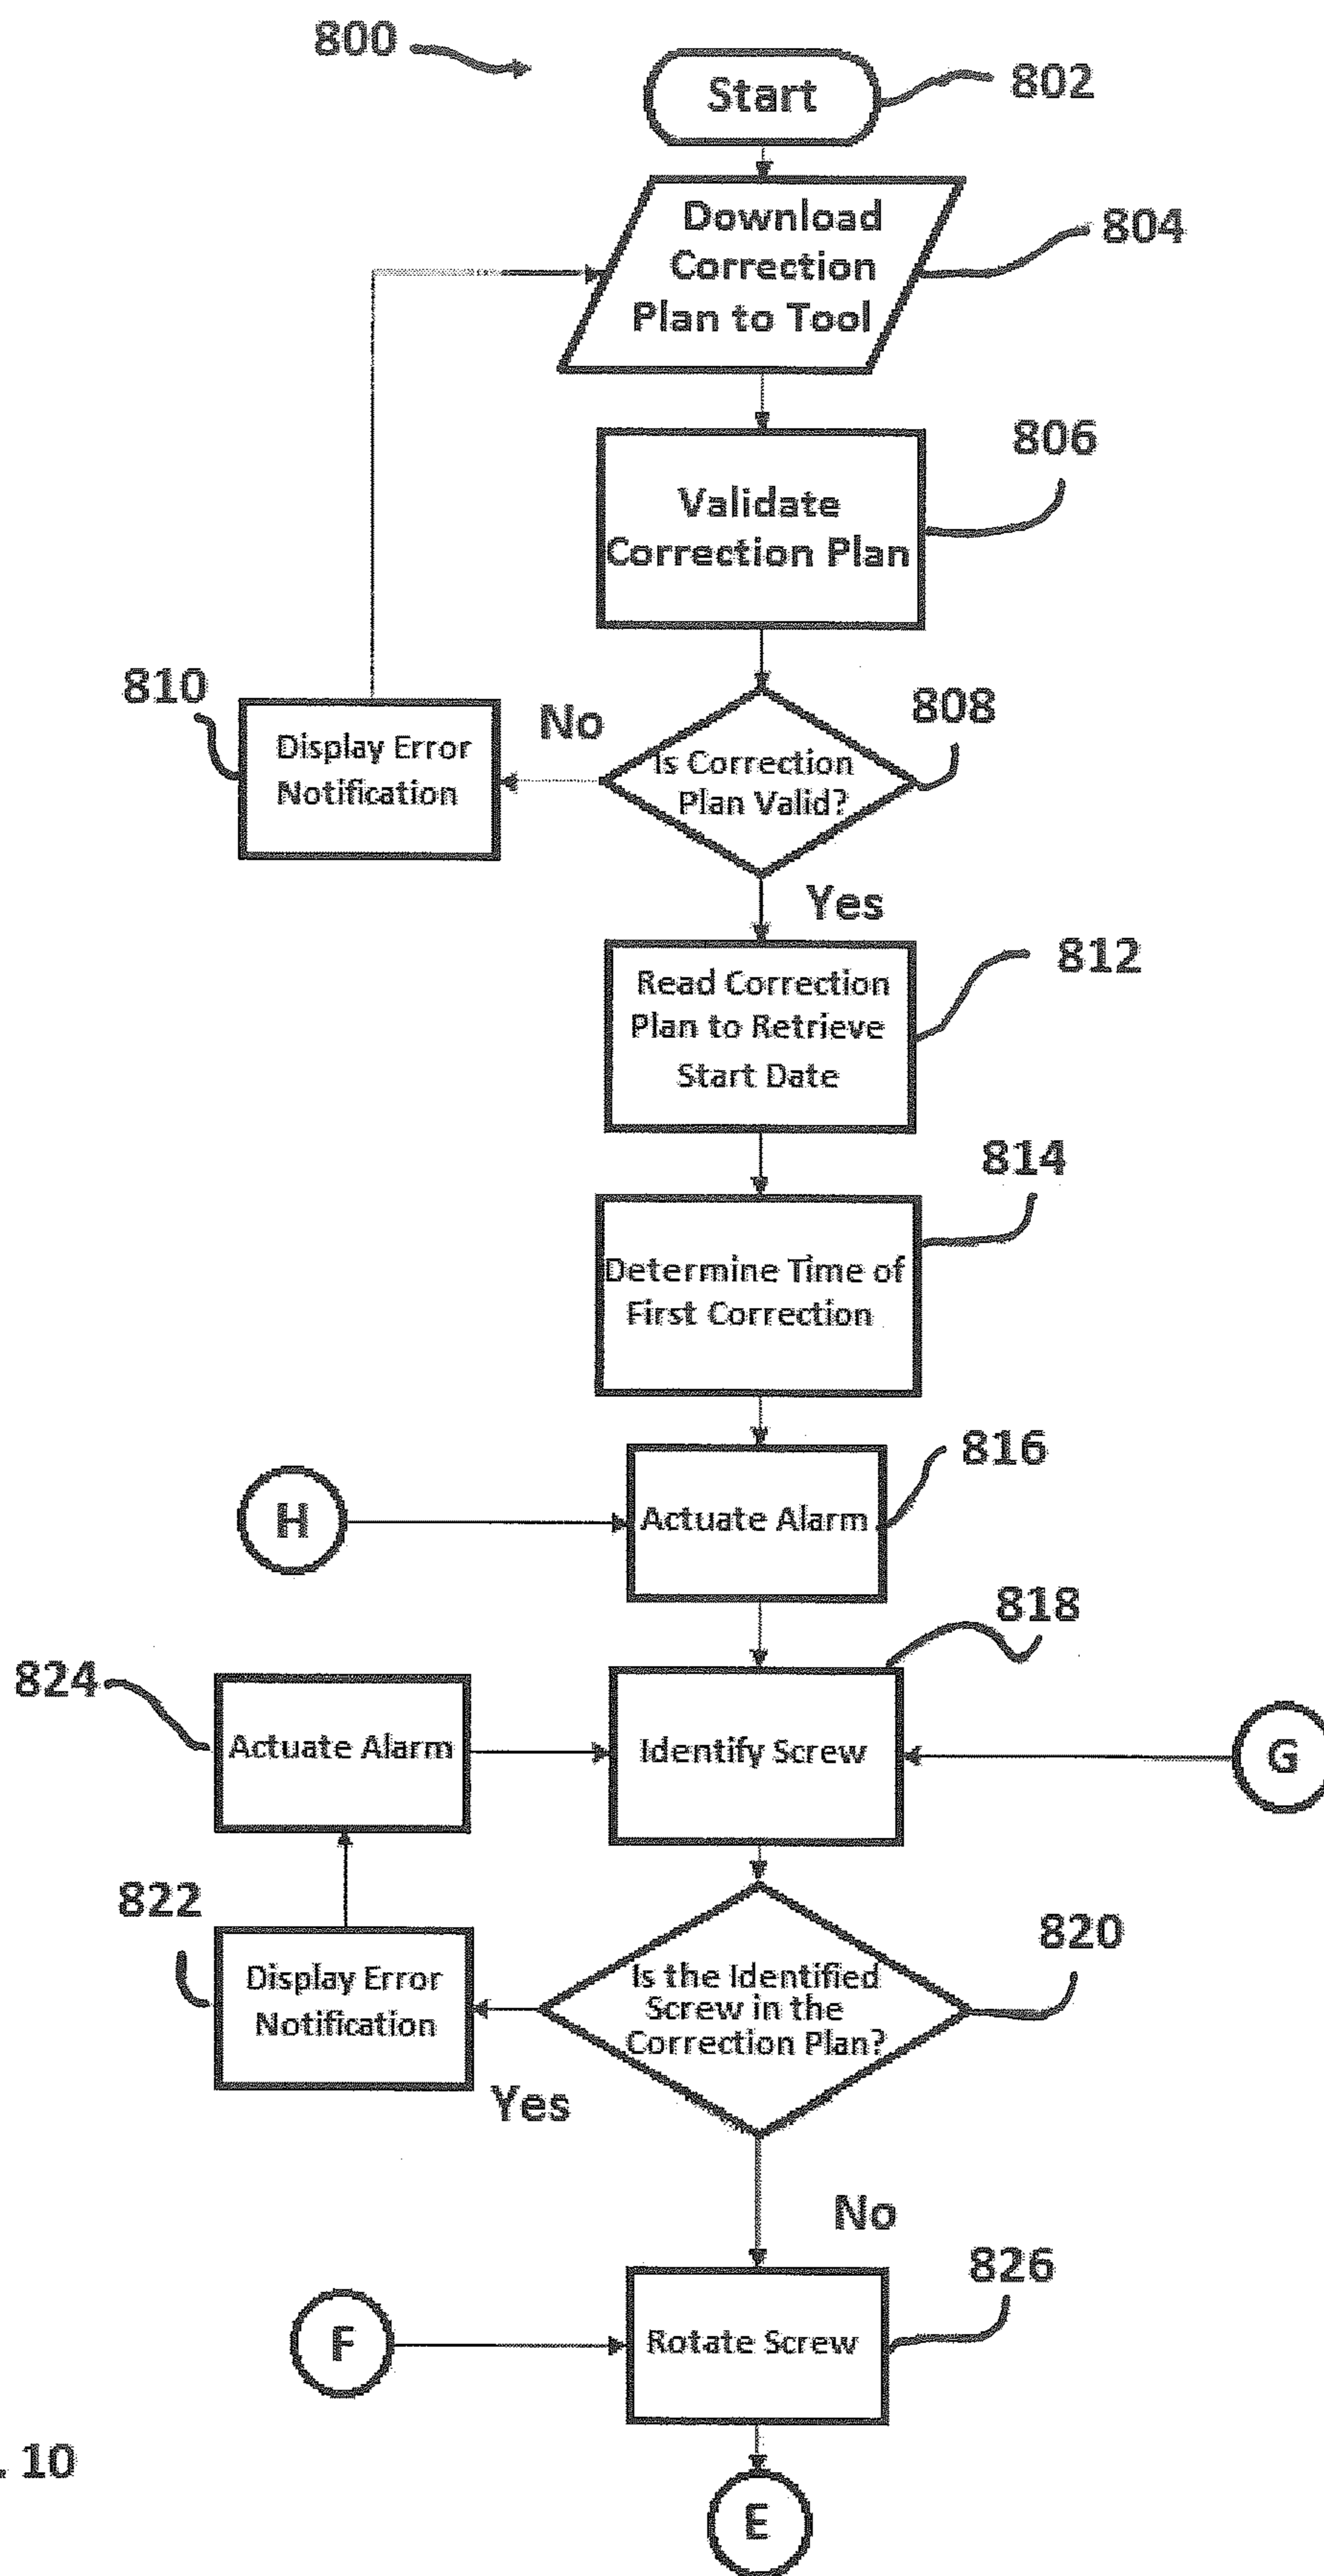 800
Start
802
Download
Correction
Plan to Tool
804
Validate
Correction Plan
806
810
Display Error
Notification
No
Is Correction
Plan Valid?
808
Yes
Read Correction
Plan to Retrieve
Start Date
812
Determine Time of
First Correction
814
H
Actuate Alarm
816
824
Actuate Alarm
Identify Screw
818
G
822
Display Error
Notification
Yes
Is the Identified
Screw in the
Correction Plan?
820
No
F
Rotate Screw
826
. 10
E